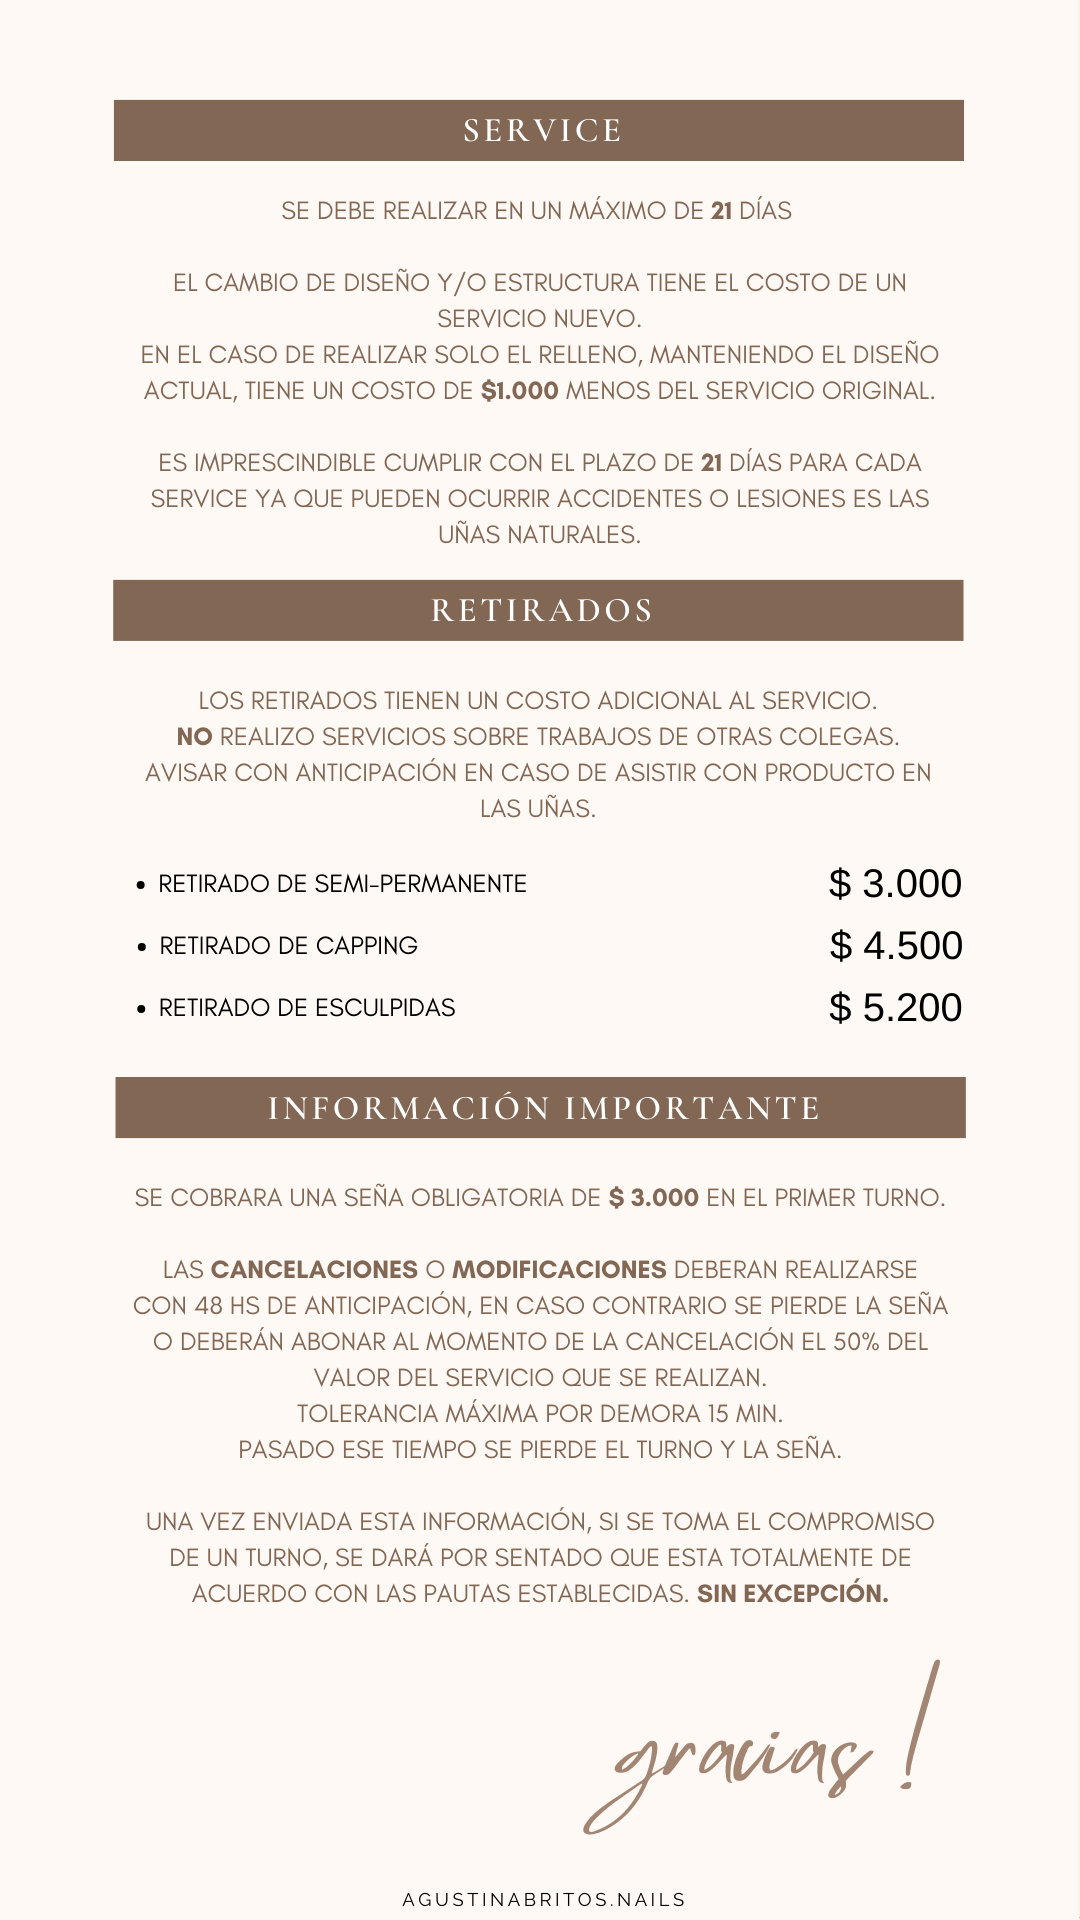 SERVICE
SE DEBE REALIZAR EN UN MÁXIMO DE 21 DÍAS
EL CAMBIO DE DISEÑO Y/O ESTRUCTURA TIENE EL COSTO DE UN
SERVICIO NUEVO.
EN EL CASO DE REALIZAR SOLO EL RELLENO, MANTENIENDO EL DISEÑO
ACTUAL, TIENE UN COSTO DE $1.000 MENOS DEL SERVICIO ORIGINAL.
ES IMPRESCINDIBLE CUMPLIR CON EL PLAZO DE 21 DÍAS PARA CADA
SERVICE YA QUE PUEDEN OCURRIR ACCIDENTES O LESIONES ES LAS
UÑAS NATURALES.
RETIRADOS
LOS RETIRADOS TIENEN UN COSTO ADICIONAL AL SERVICIO.
NO REALIZO SERVICIOS SOBRE TRABAJOS DE OTRAS COLEGAS.
AVISAR CON ANTICIPACIÓN EN CASO DE ASISTIR CON PRODUCTO EN
LAS UÑAS.
• RETIRADO DE SEMI-PERMANENTE $ 3.000
• RETIRADO DE CAPPING $ 4.500
• RETIRADO DE ESCULPIDAS $ 5.200
INFORMACIÓN IMPORTANTE
SE COBRARA UNA SEÑA OBLIGATORIA DE $ 3.000 EN EL PRIMER TURNO.
LAS CANCELACIONES O MODIFICACIONES DEBERAN REALIZARSE
CON 48 HS DE ANTICIPACIÓN, EN CASO CONTRARIO SE PIERDE LA SEÑA
O DEBERÁN ABONAR AL MOMENTO DE LA CANCELACIÓN EL 50% DEL
VALOR DEL SERVICIO QUE SE REALIZAN.
TOLERANCIA MÁXIMA POR DEMORA 15 MIN.
PASADO ESE TIEMPO SE PIERDE EL TURNO Y LA SEÑA.
UNA VEZ ENVIADA ESTA INFORMACIÓN, SI SE TOMA EL COMPROMISO
DE UN TURNO, SE DARÁ POR SENTADO QUE ESTA TOTALMENTE DE
ACUERDO CON LAS PAUTAS ESTABLECIDAS. SIN EXCEPCIÓN.
gracias !
AGUSTINABRITOS.NAILS